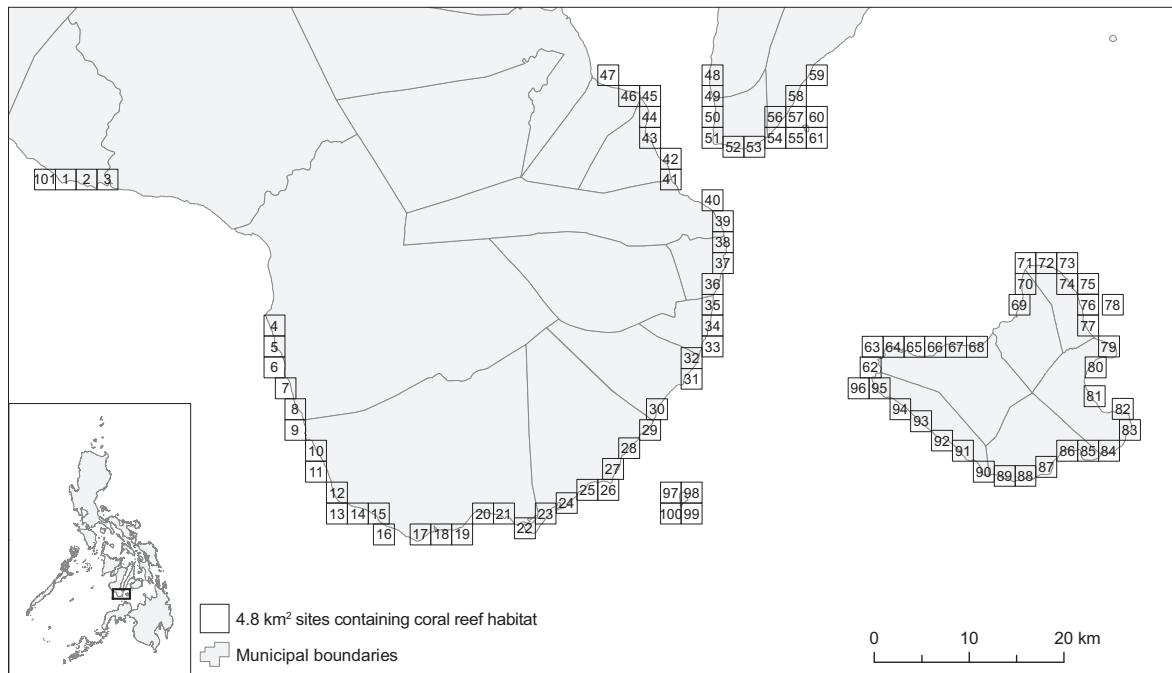 47 48 59
46 45 49 58
44 50 56 57 60
43 51 54 55 61
52 53
42
101 1 2 3 41
40
39
38
37 71 72 73
36 70 74 75
35 69 76 78
4 34 77
5 33 63 64 65 66 67 68 79
32
6 62 80
31
7 96 95
81
8 30 94 82
93
9 29 83
92
10 28 91 86 85 84
87
11 27 90 89 88
12 25 26 97 98
24
13 14 15 20 21 23 100 99
22
16 17 18 19
4.8 km² sites containing coral reef habitat
Municipal boundaries
0 10 20 km